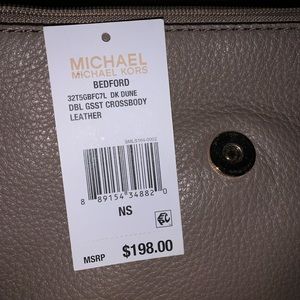 MICHAEL
MICHAEL KORS
BEDFORD
32T5GBFC7L DK DUNE
DBL GSST CROSSBODY
LEATHER
8 89154 34882 0
NS
MSRP $198.00